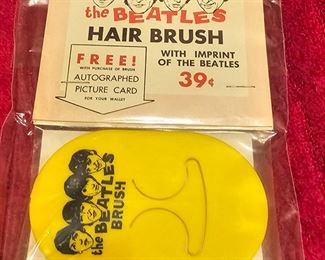 the BEATLES
HAIR BRUSH
FREE!
WITH PURCHASE OF BRUSH
AUTOGRAPHED
PICTURE CARD
FOR YOUR WALLET
WITH IMPRINT
OF THE BEATLES
39¢
the BEATLES
BRUSH